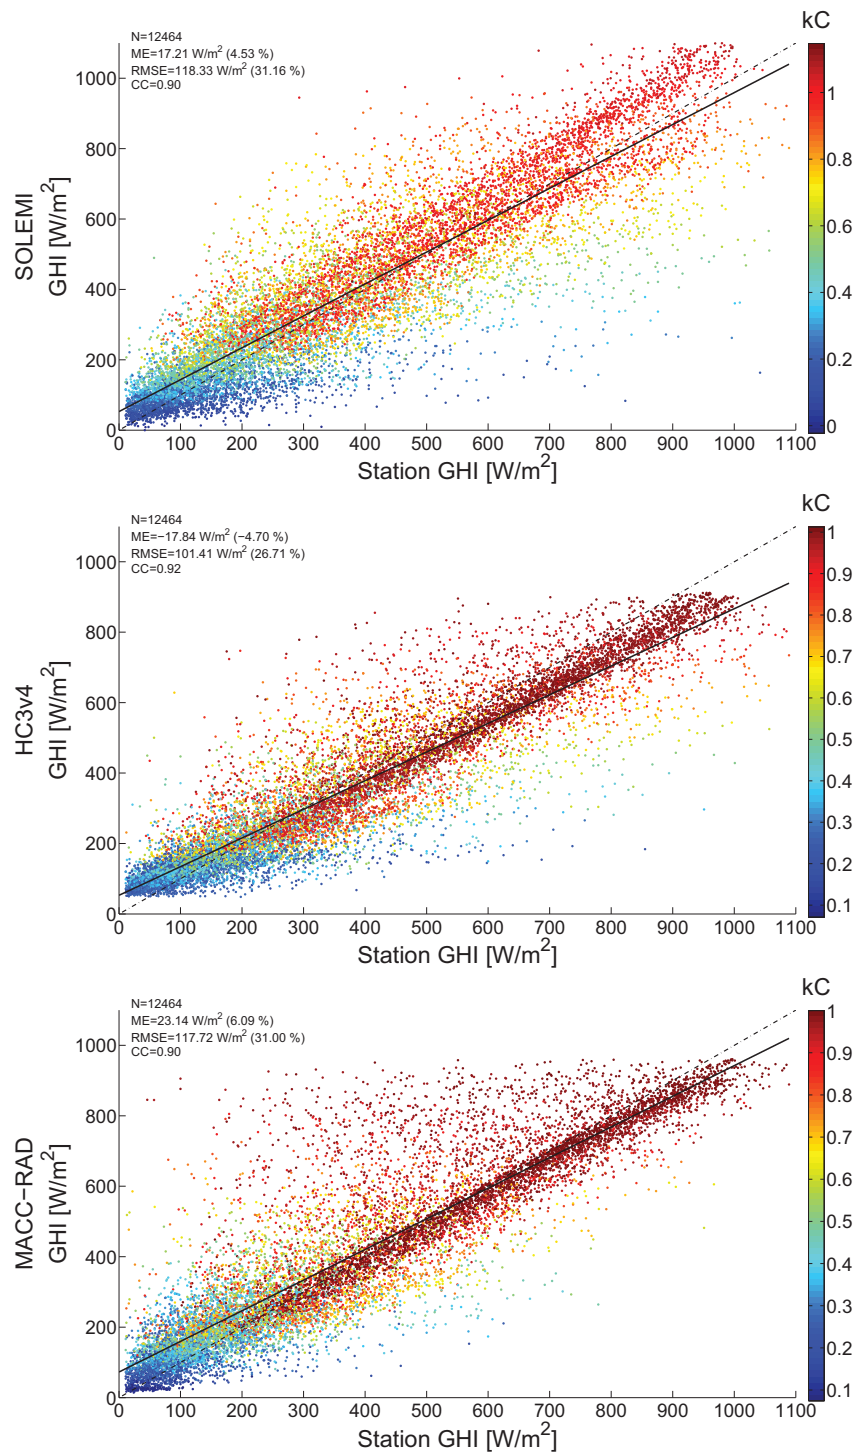 kC
N=12464
ME=17.21 W/m² (4.53 %)
RMSE=118.33 W/m² (31.16 %)
CC=0.90
1000
800
600
400
200
0
SOLEMI
GHI [W/m²]
0 100 200 300 400 500 600 700 800 900 1000 1100
Station GHI [W/m²]
1
0.8
0.6
0.4
0.2
0
kC
N=12464
ME=−17.84 W/m² (−4.70 %)
RMSE=101.41 W/m² (26.71 %)
CC=0.92
1000
800
600
400
200
0
HC3v4
GHI [W/m²]
0 100 200 300 400 500 600 700 800 900 1000 1100
Station GHI [W/m²]
1
0.9
0.8
0.7
0.6
0.5
0.4
0.3
0.2
0.1
kC
N=12464
ME=23.14 W/m² (6.09 %)
RMSE=117.72 W/m² (31.00 %)
CC=0.90
1000
800
600
400
200
0
MACC−RAD
GHI [W/m²]
0 100 200 300 400 500 600 700 800 900 1000 1100
Station GHI [W/m²]
1
0.9
0.8
0.7
0.6
0.5
0.4
0.3
0.2
0.1